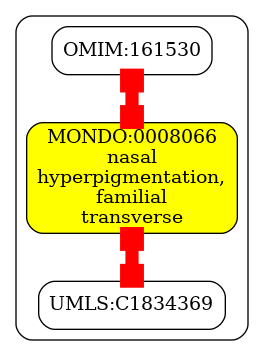 OMIM:161530
MONDO:0008066
nasal
hyperpigmentation,
familial
transverse
UMLS:C1834369